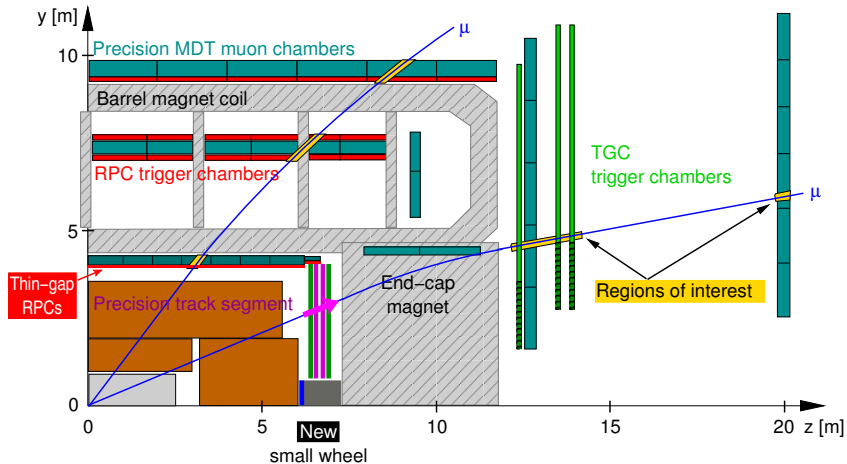 y [m]
10
Precision MDT muon chambers
μ
Barrel magnet coil
RPC trigger chambers
TGC
trigger chambers
μ
5
Thin−gap
RPCs
Precision track segment
End−cap
magnet
Regions of interest
0
0
5
10
15
20
z [m]
New
small wheel